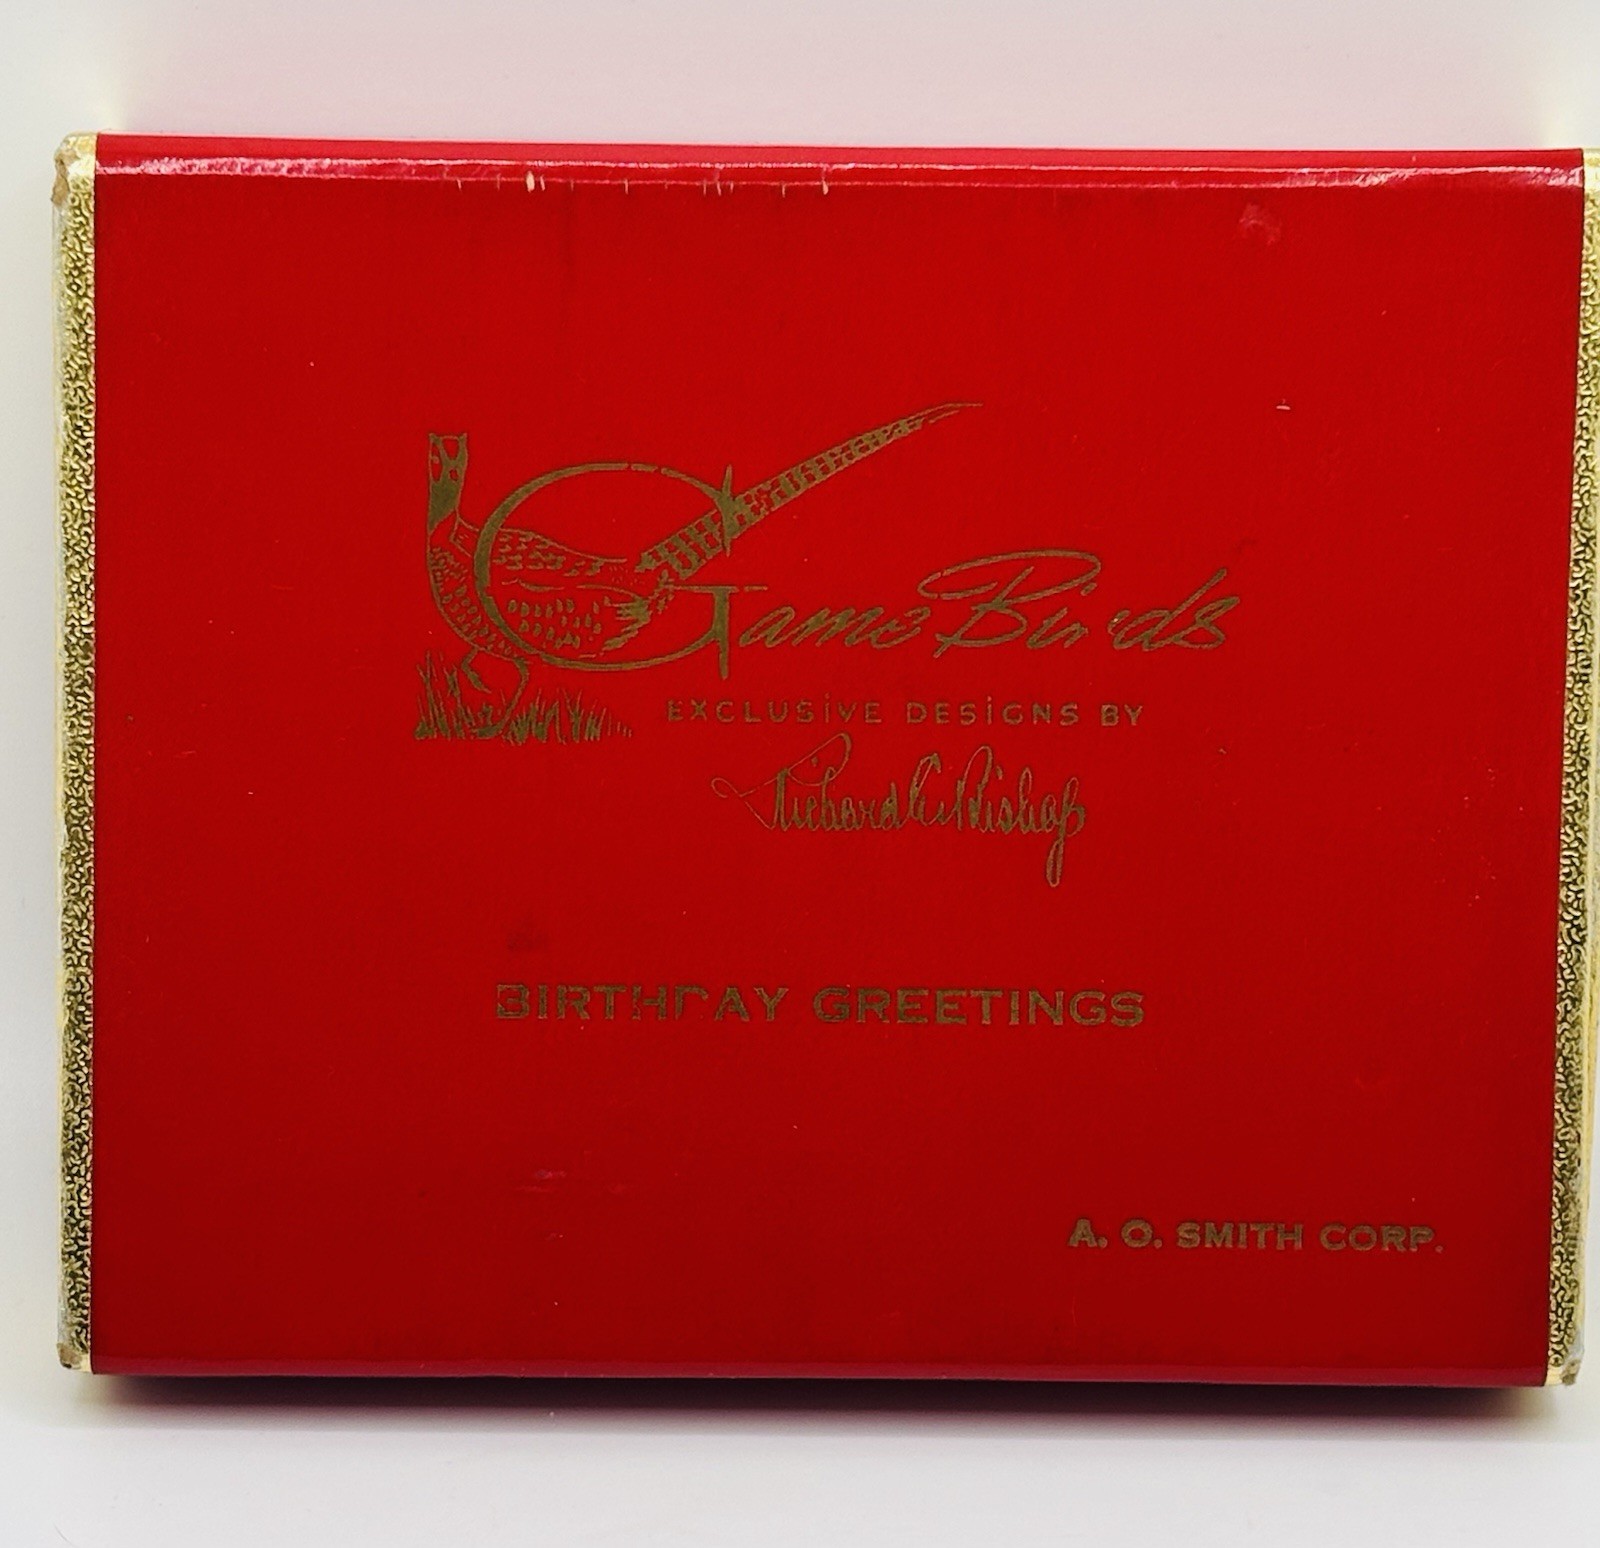 Game Birds
EXCLUSiVE DESiGNS BY
Richard E. Bishop
BIRTHDAY GREETINGS
A. O. SMITH CORP.